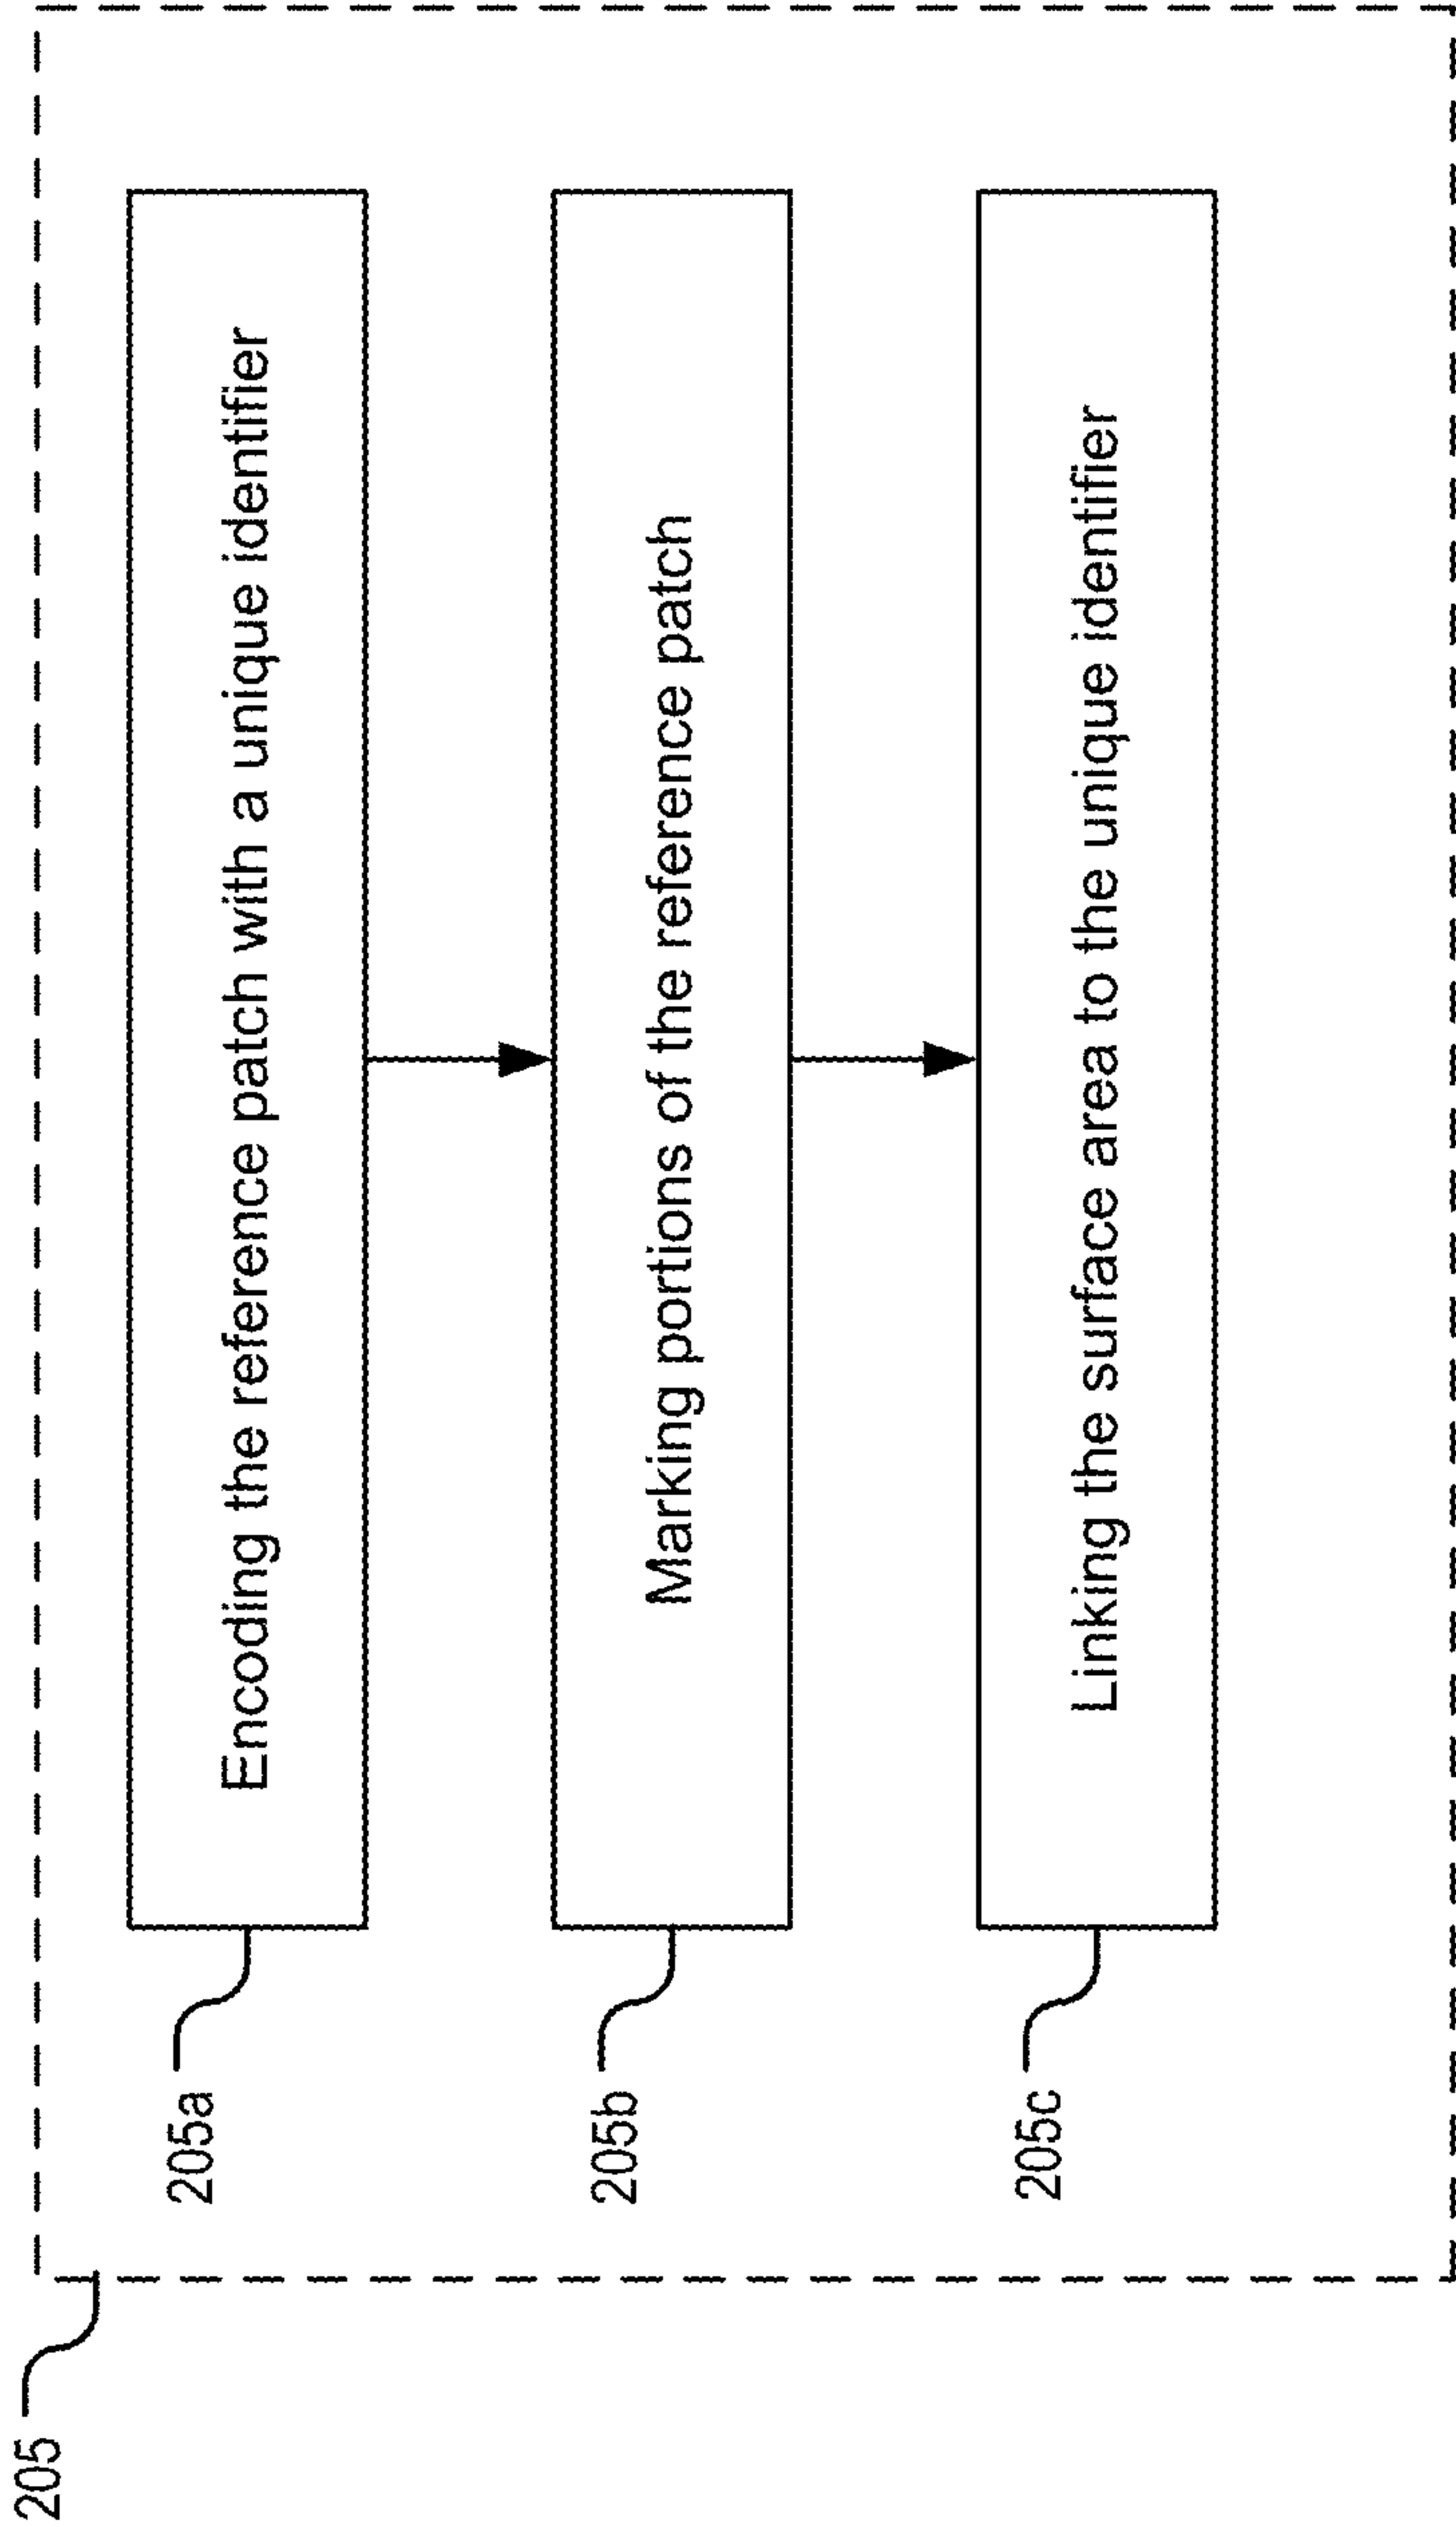 205
205a
Encoding the reference patch with a unique identifier
205b
Marking portions of the reference patch
205c
Linking the surface area to the unique identifier